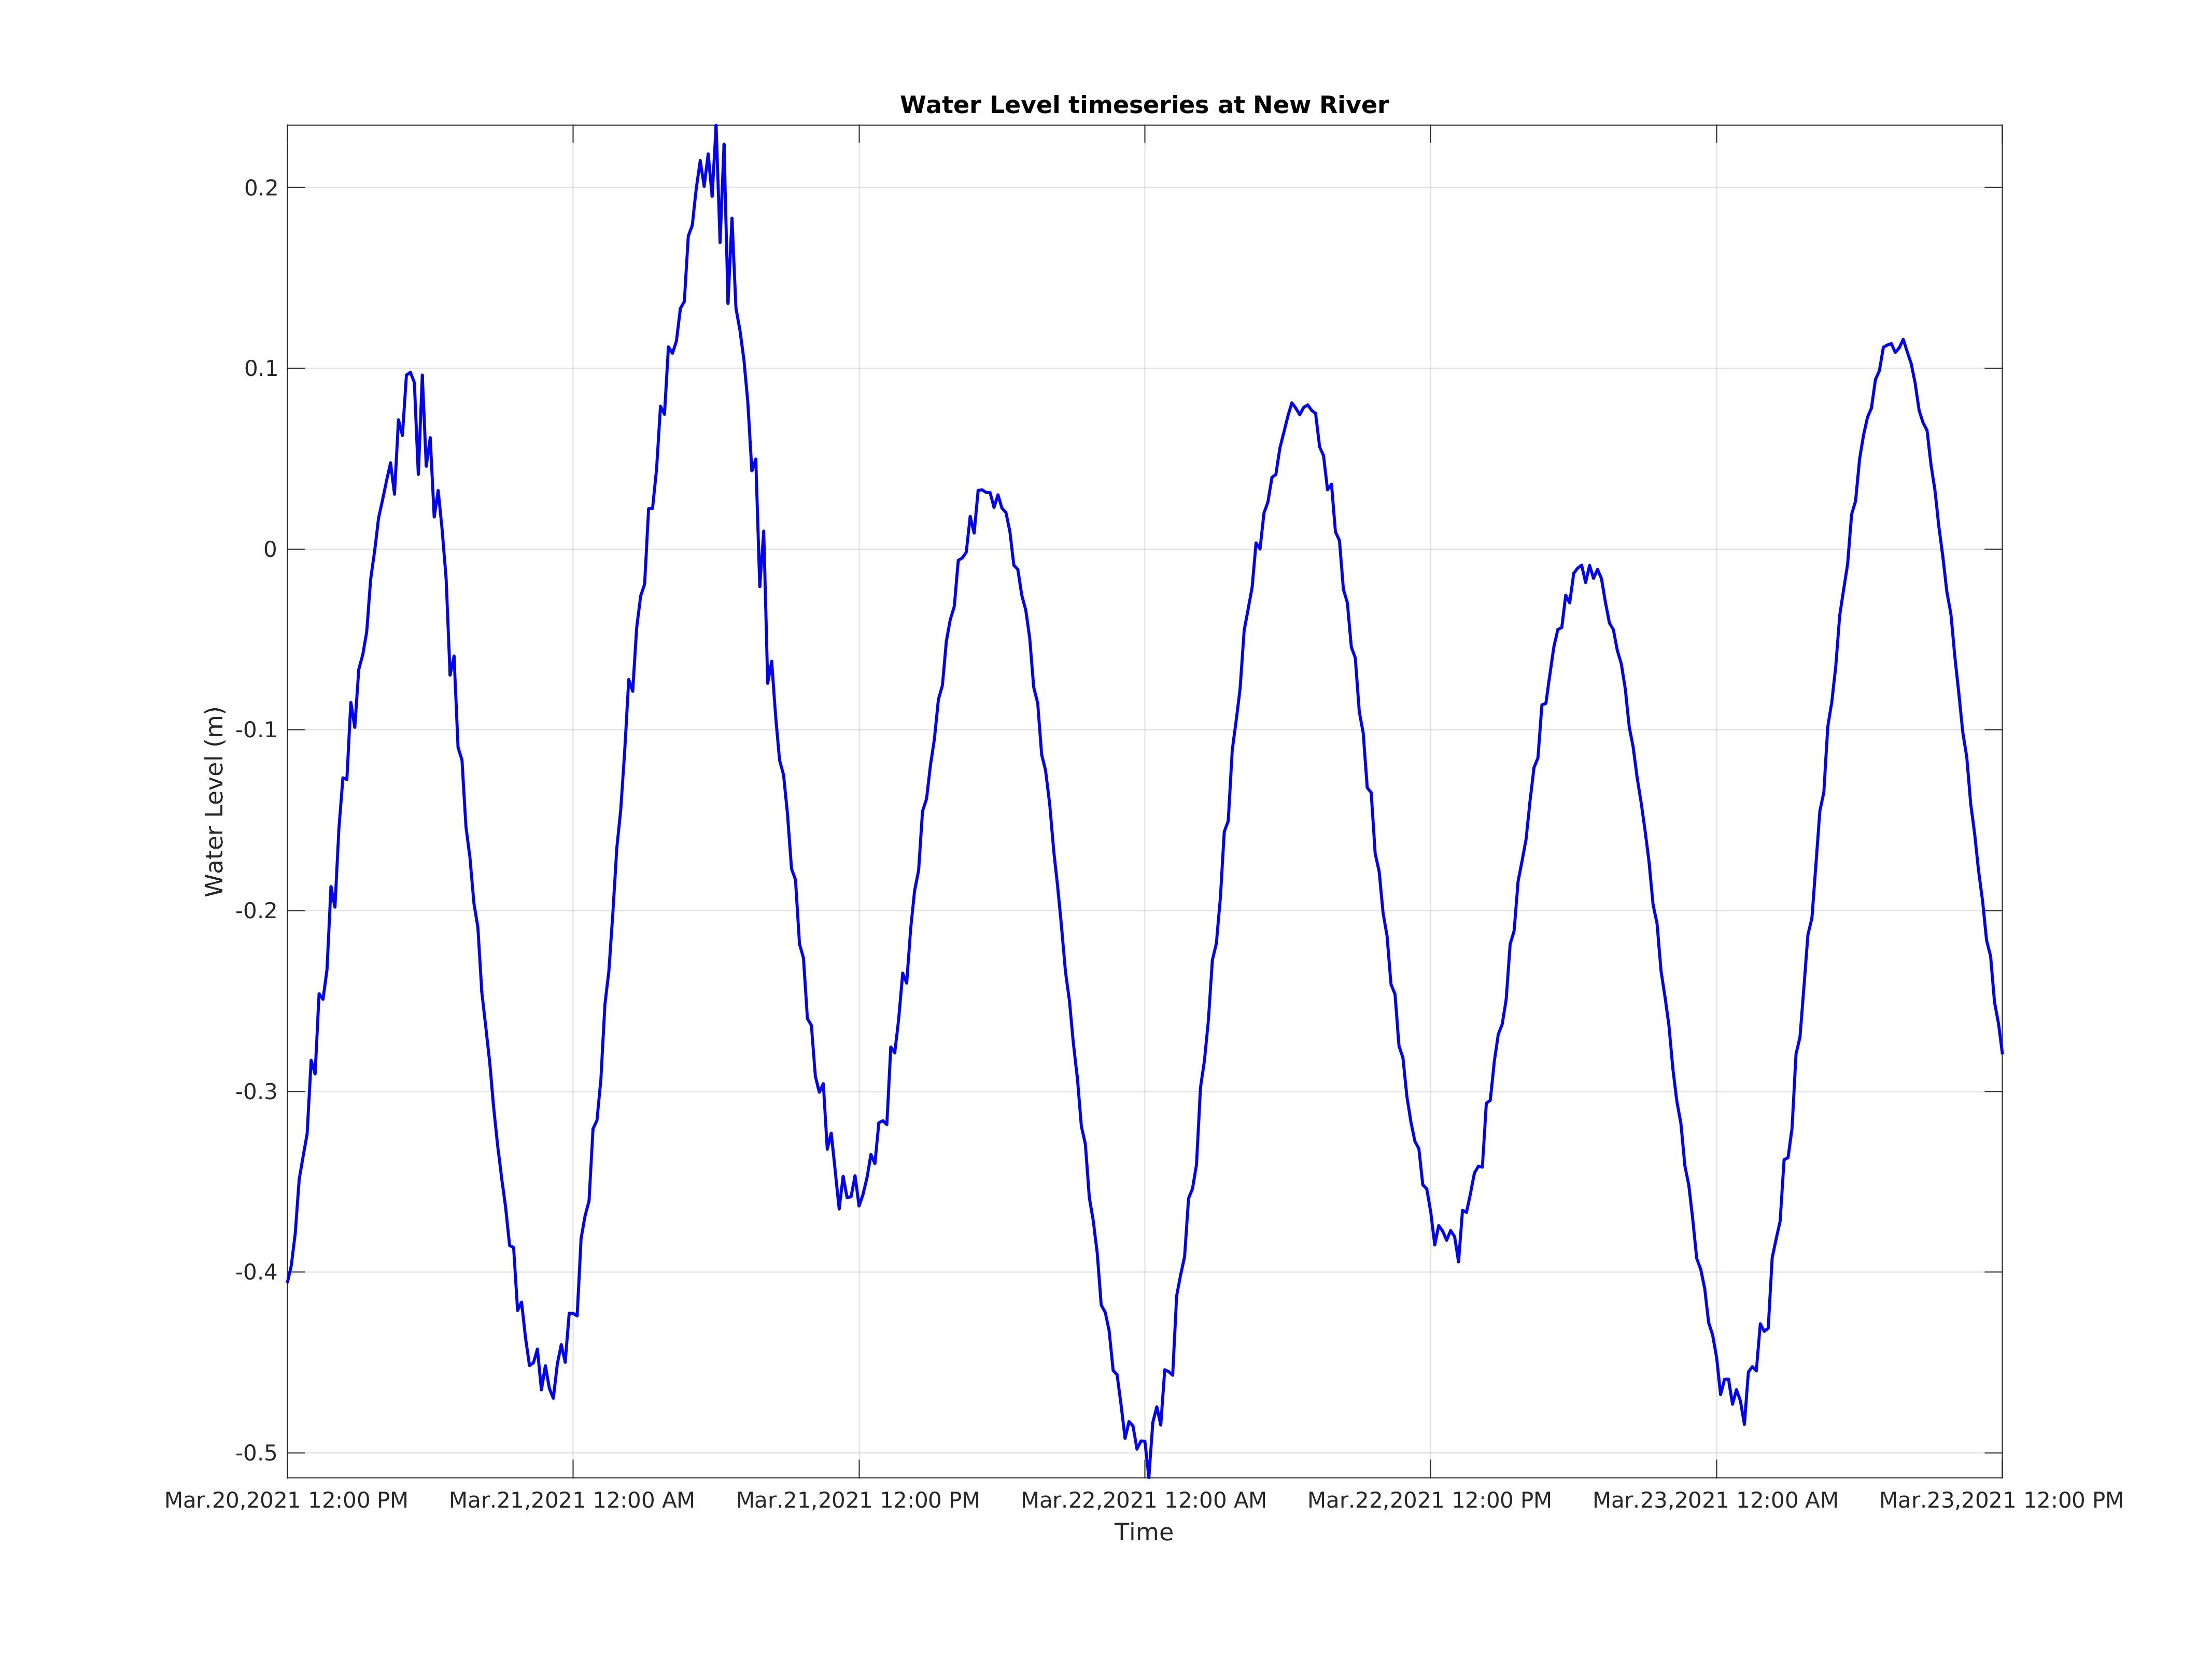 Water Level timeseries at New River
0.2
0.1
0
-0.1
-0.2
-0.3
-0.4
-0.5
Water Level (m)
Mar.20,2021 12:00 PM Mar.21,2021 12:00 AM Mar.21,2021 12:00 PM Mar.22,2021 12:00 AM Mar.22,2021 12:00 PM Mar.23,2021 12:00 AM Mar.23,2021 12:00 PM
Time